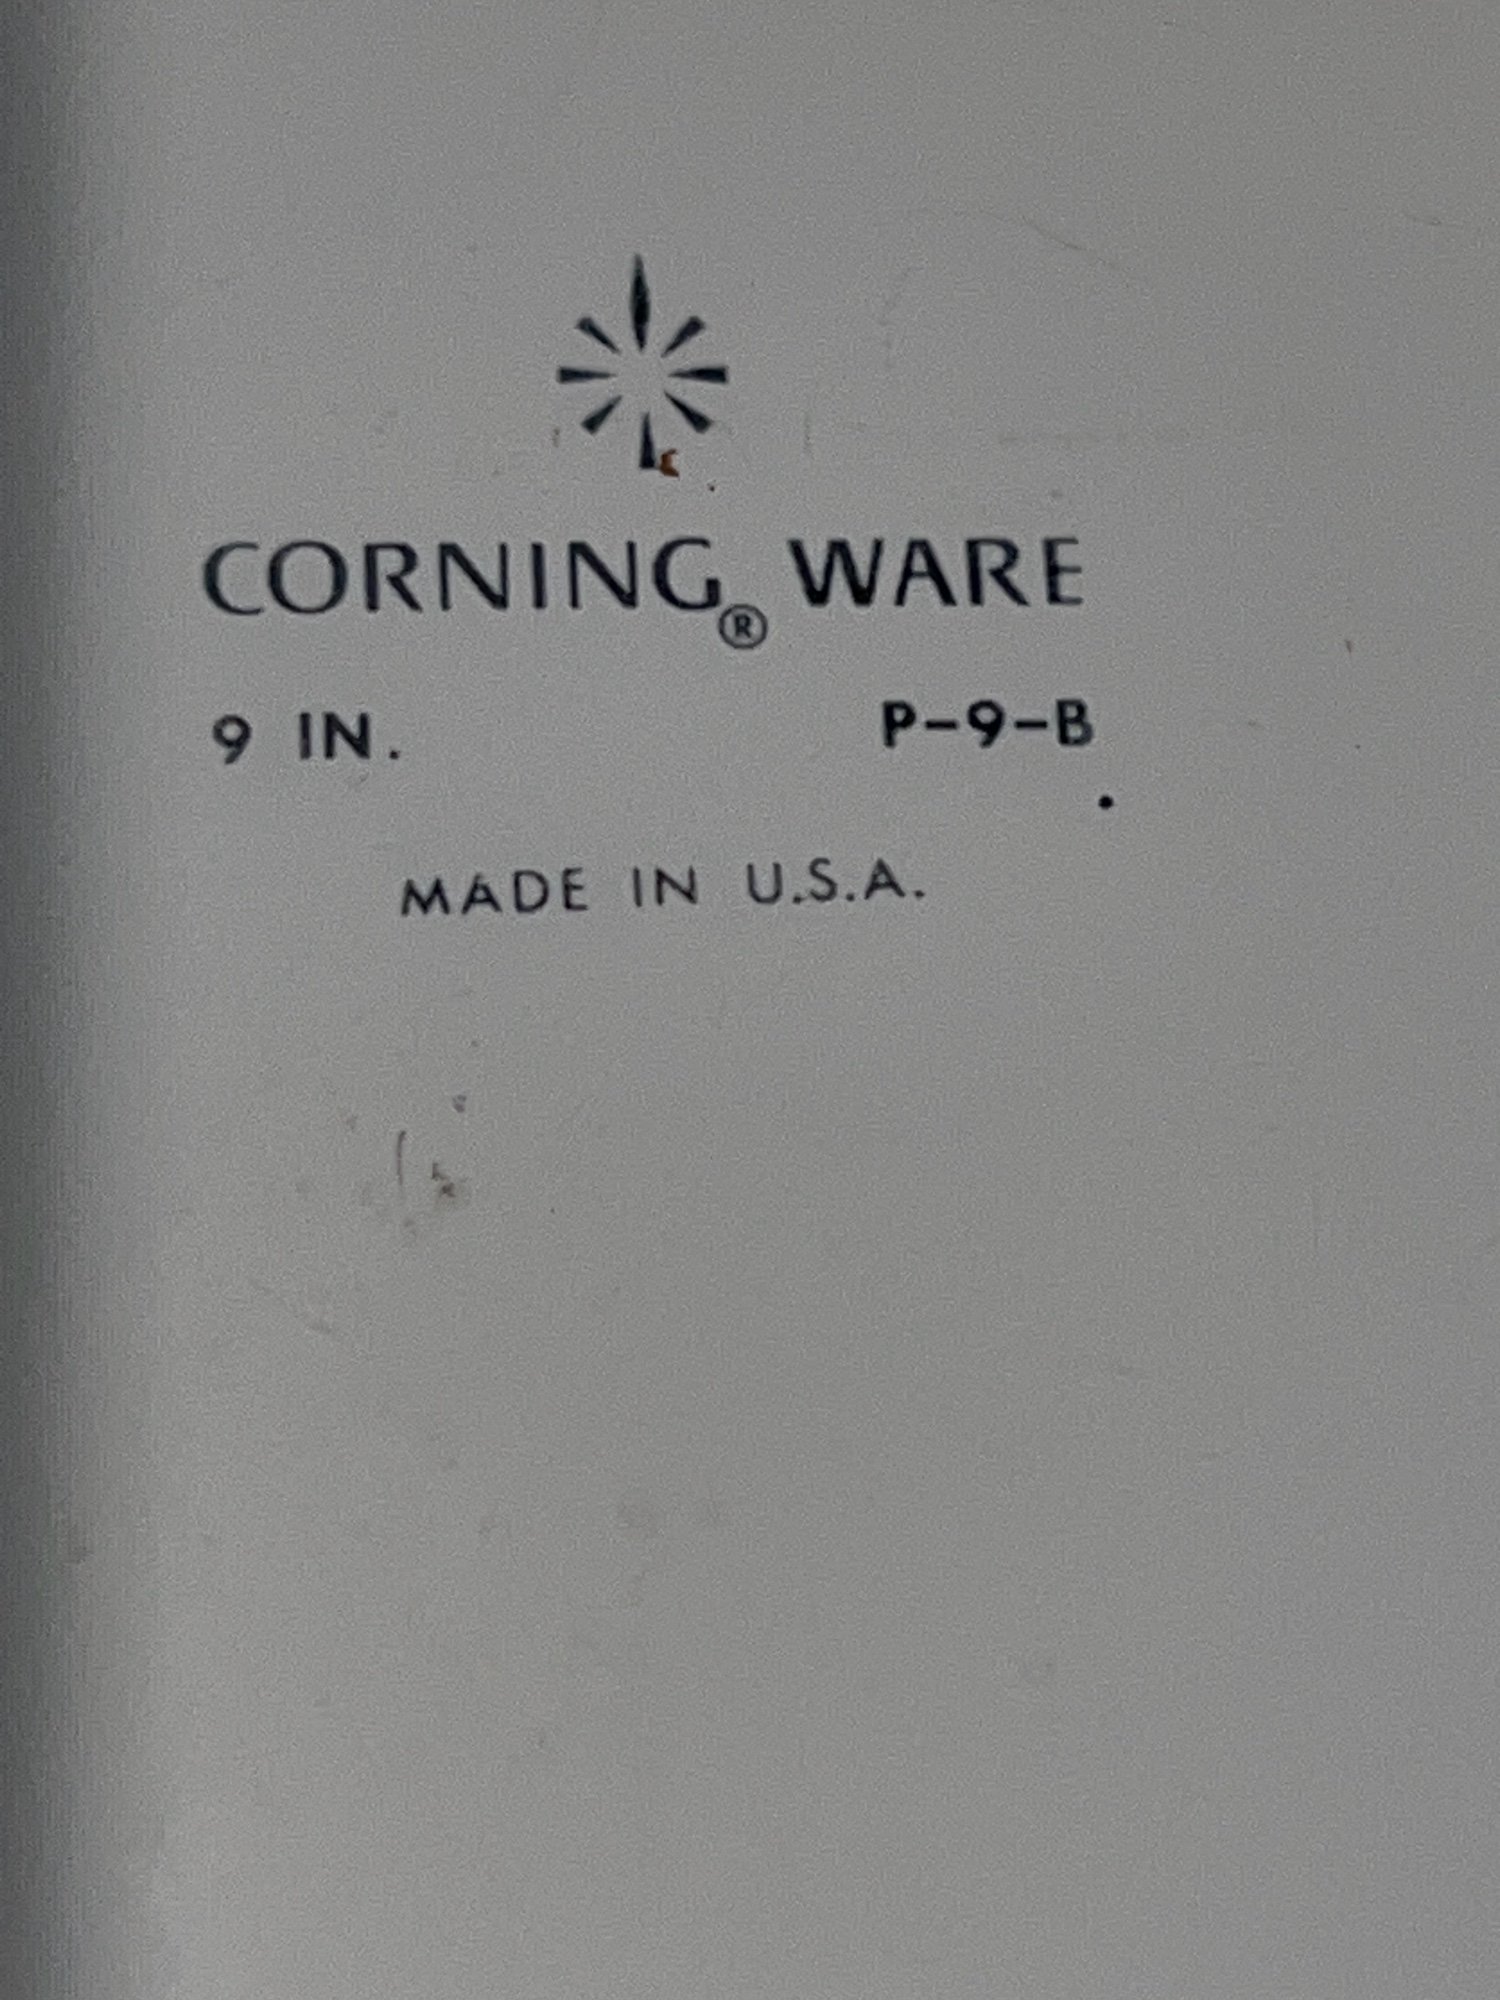 CORNING® WARE
9 IN. P-9-B
MADE IN U.S.A.